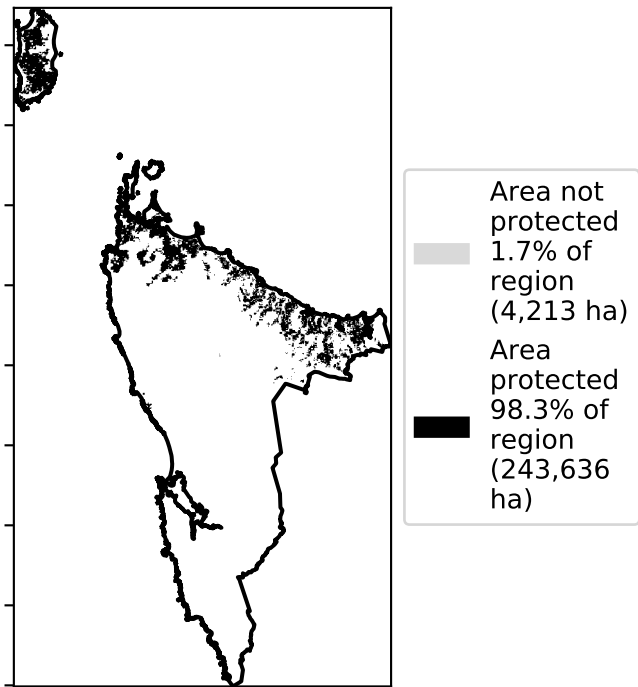 Area not
protected
1.7% of
region
(4,213 ha)
Area
protected
98.3% of
region
(243,636
ha)